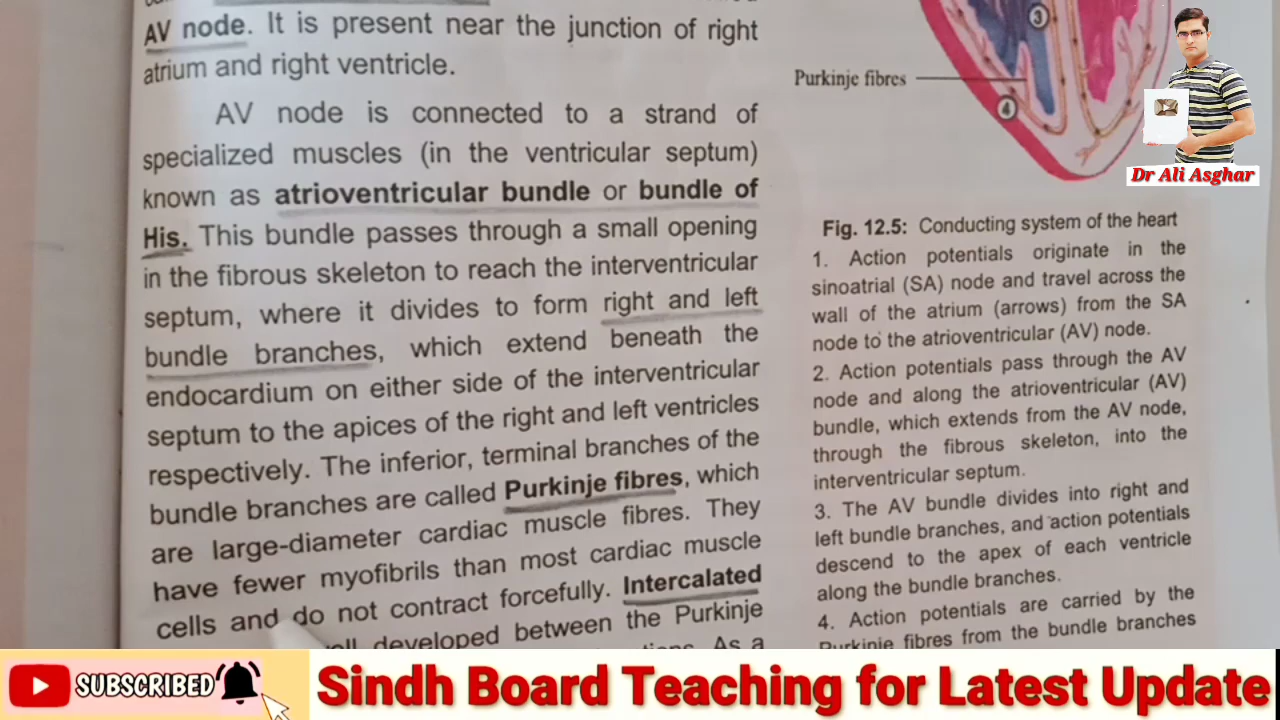 AV node. It is present near the junction of right
atrium and right ventricle.
AV node is connected to a strand of
specialized muscles (in the ventricular septum)
known as atrioventricular bundle or bundle of
His. This bundle passes through a small opening
in the fibrous skeleton to reach the interventricular
septum, where it divides to form right and left
bundle branches, which extend beneath the
endocardium on either side of the interventricular
septum to the apices of the right and left ventricles
respectively. The inferior, terminal branches of the
bundle branches are called Purkinje fibres, which
are large-diameter cardiac muscle fibres. They
have fewer myofibrils than most cardiac muscle
cells and do not contract forcefully. Intercalated
developed between the Purkinje
As a
3
Purkinje fibres
4
Dr Ali Asghar
Fig. 12.5: Conducting system of the heart
1. Action potentials originate in the
sinoatrial (SA) node and travel across the
wall of the atrium (arrows) from the SA
node to the atrioventricular (AV) node.
2. Action potentials pass through the AV
node and along the atrioventricular (AV)
bundle, which extends from the AV node,
through the fibrous skeleton, into the
interventricular septum.
3. The AV bundle divides into right and
left bundle branches, and action potentials
descend to the apex of each ventricle
along the bundle branches.
4. Action potentials are carried by the
Purkinje fibres from the bundle branches
SUBSCRIBED
Sindh Board Teaching for Latest Update